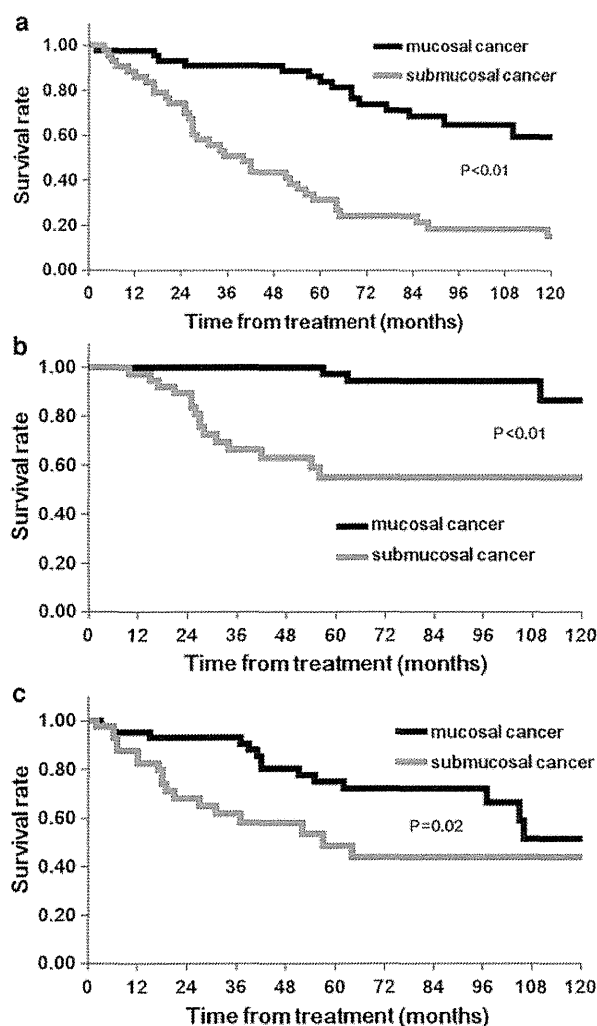 a
1.00
0.80
0.60
0.40
0.20
0.00
Survival rate
mucosal cancer
submucosal cancer
P<0.01
0 12 24 36 48 60 72 84 96 108 120
Time from treatment (months)
b
1.00
0.80
0.60
0.40
0.20
0.00
Survival rate
P<0.01
mucosal cancer
submucosal cancer
0 12 24 36 48 60 72 84 96 108 120
Time from treatment (months)
c
1.00
0.80
0.60
0.40
0.20
0.00
Survival rate
mucosal cancer
submucosal cancer
P=0.02
0 12 24 36 48 60 72 84 96 108 120
Time from treatment (months)